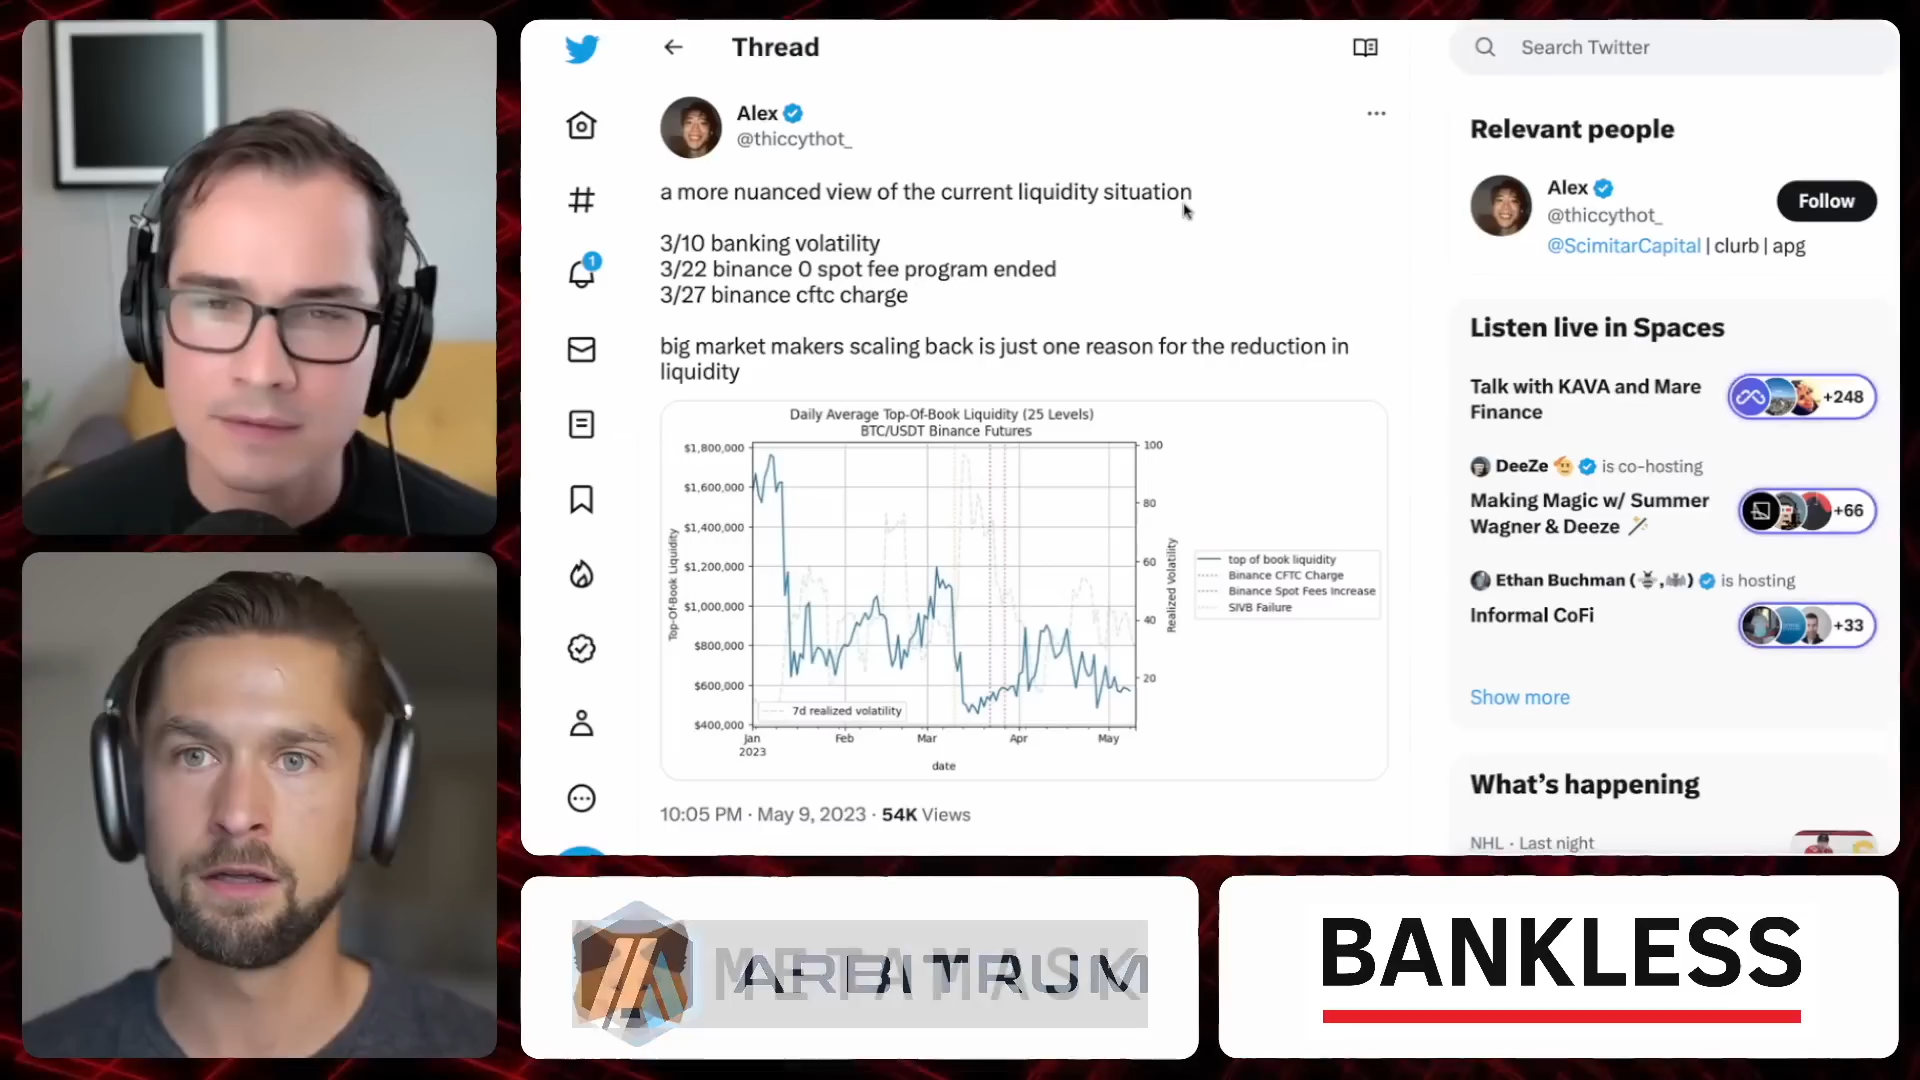 Thread
Search Twitter
Alex
@thiccythot_
a more nuanced view of the current liquidity situation
3/10 banking volatility
3/22 binance 0 spot fee program ended
3/27 binance cftc charge
big market makers scaling back is just one reason for the reduction in
liquidity
Daily Average Top-Of-Book Liquidity (25 Levels)
BTC/USDT Binance Futures
$1,800,000
$1,600,000
$1,400,000
$1,200,000
$1,000,000
$800,000
$600,000
$400,000
Top-Of-Book Liquidity
100
80
60
40
20
Realized Volatility
7d realized volatility
Jan
2023
Feb
Mar
Apr
May
date
top of book liquidity
Binance CFTC Charge
Binance Spot Fees Increase
SIVB Failure
10:05 PM · May 9, 2023 · 54K Views
1
Relevant people
Alex
@thiccythot_
Follow
@ScimitarCapital | clurb | apg
Listen live in Spaces
Talk with KAVA and Mare
Finance
+248
DeeZe is co-hosting
Making Magic w/ Summer
Wagner & Deeze
+66
Ethan Buchman is hosting
Informal CoFi
+33
Show more
What’s happening
NHL · Last night
METAMASK
ARBITRUM
BANKLESS